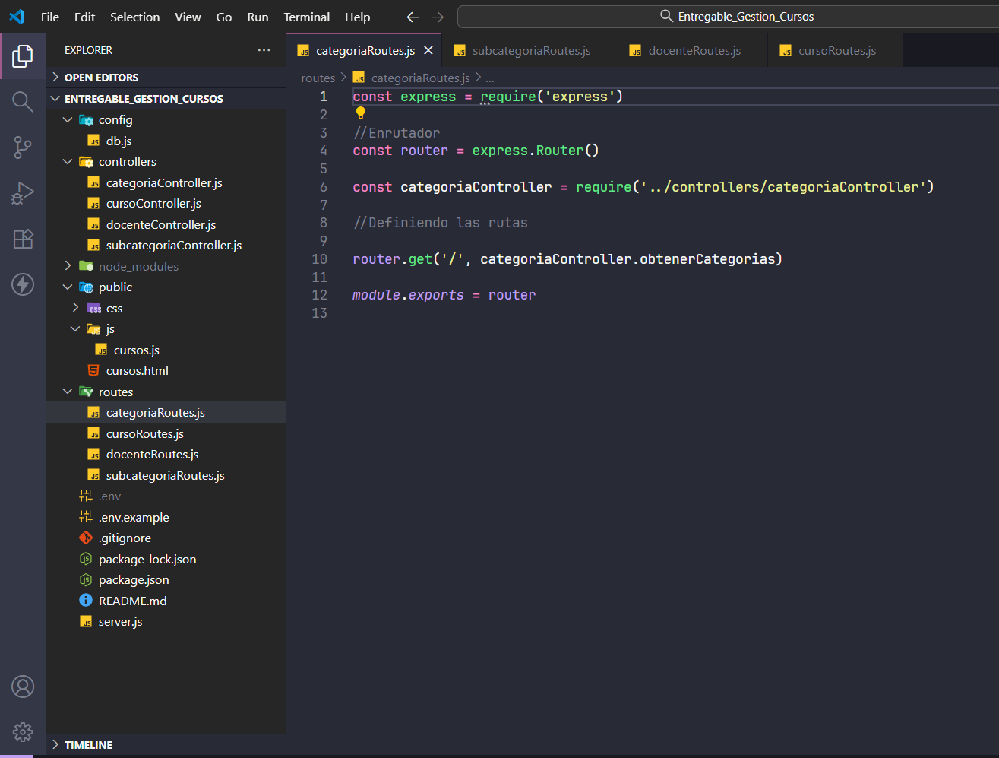 File Edit Selection View Go Run Terminal Help
Entregable_Gestion_Cursos
EXPLORER
OPEN EDITORS
ENTREGABLE_GESTION_CURSOS
config
db.js
controllers
categoriaController.js
cursoController.js
docenteController.js
subcategoriaController.js
node_modules
public
css
js
cursos.js
cursos.html
routes
categoriaRoutes.js
cursoRoutes.js
docenteRoutes.js
subcategoriaRoutes.js
.env
.env.example
.gitignore
package-lock.json
package.json
README.md
server.js
TIMELINE
categoriaRoutes.js subcategoriaRoutes.js docenteRoutes.js cursoRoutes.js
routes > categoriaRoutes.js > ...
1 const express = require('express')
2
3 //Enrutador
4 const router = express.Router()
5
6 const categoriaController = require('../controllers/categoriaController')
7
8 //Definiendo las rutas
9
10 router.get('/', categoriaController.obtenerCategorias)
11
12 module.exports = router
13